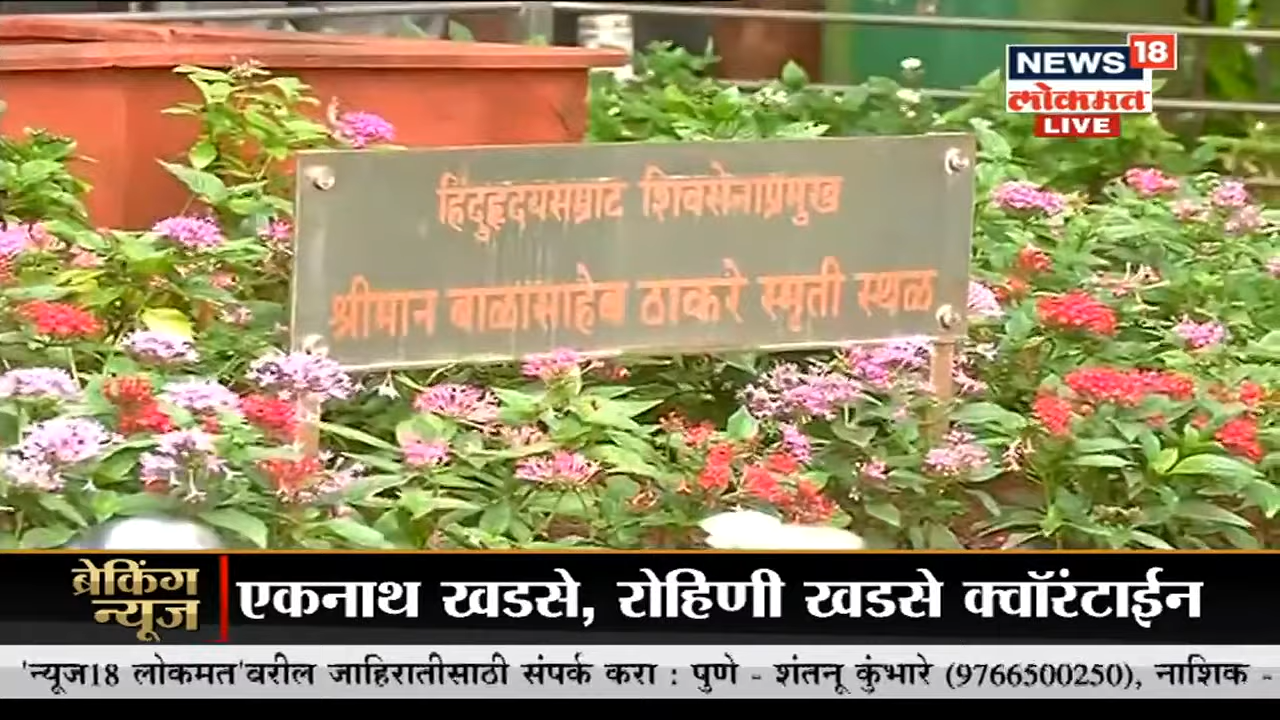 NEWS 18
लोकमत
LIVE
हिंदुहृदयसम्राट शिवसेनाप्रमुख
श्रीमान बाळासाहेब ठाकरे स्मृती स्थळ
ब्रेकिंग
न्यूज
एकनाथ खडसे, रोहिणी खडसे क्वॉरंटाईन
'न्यूज18 लोकमत'वरील जाहिरातीसाठी संपर्क करा : पुणे - शंतनू कुंभारे (9766500250), नाशिक -